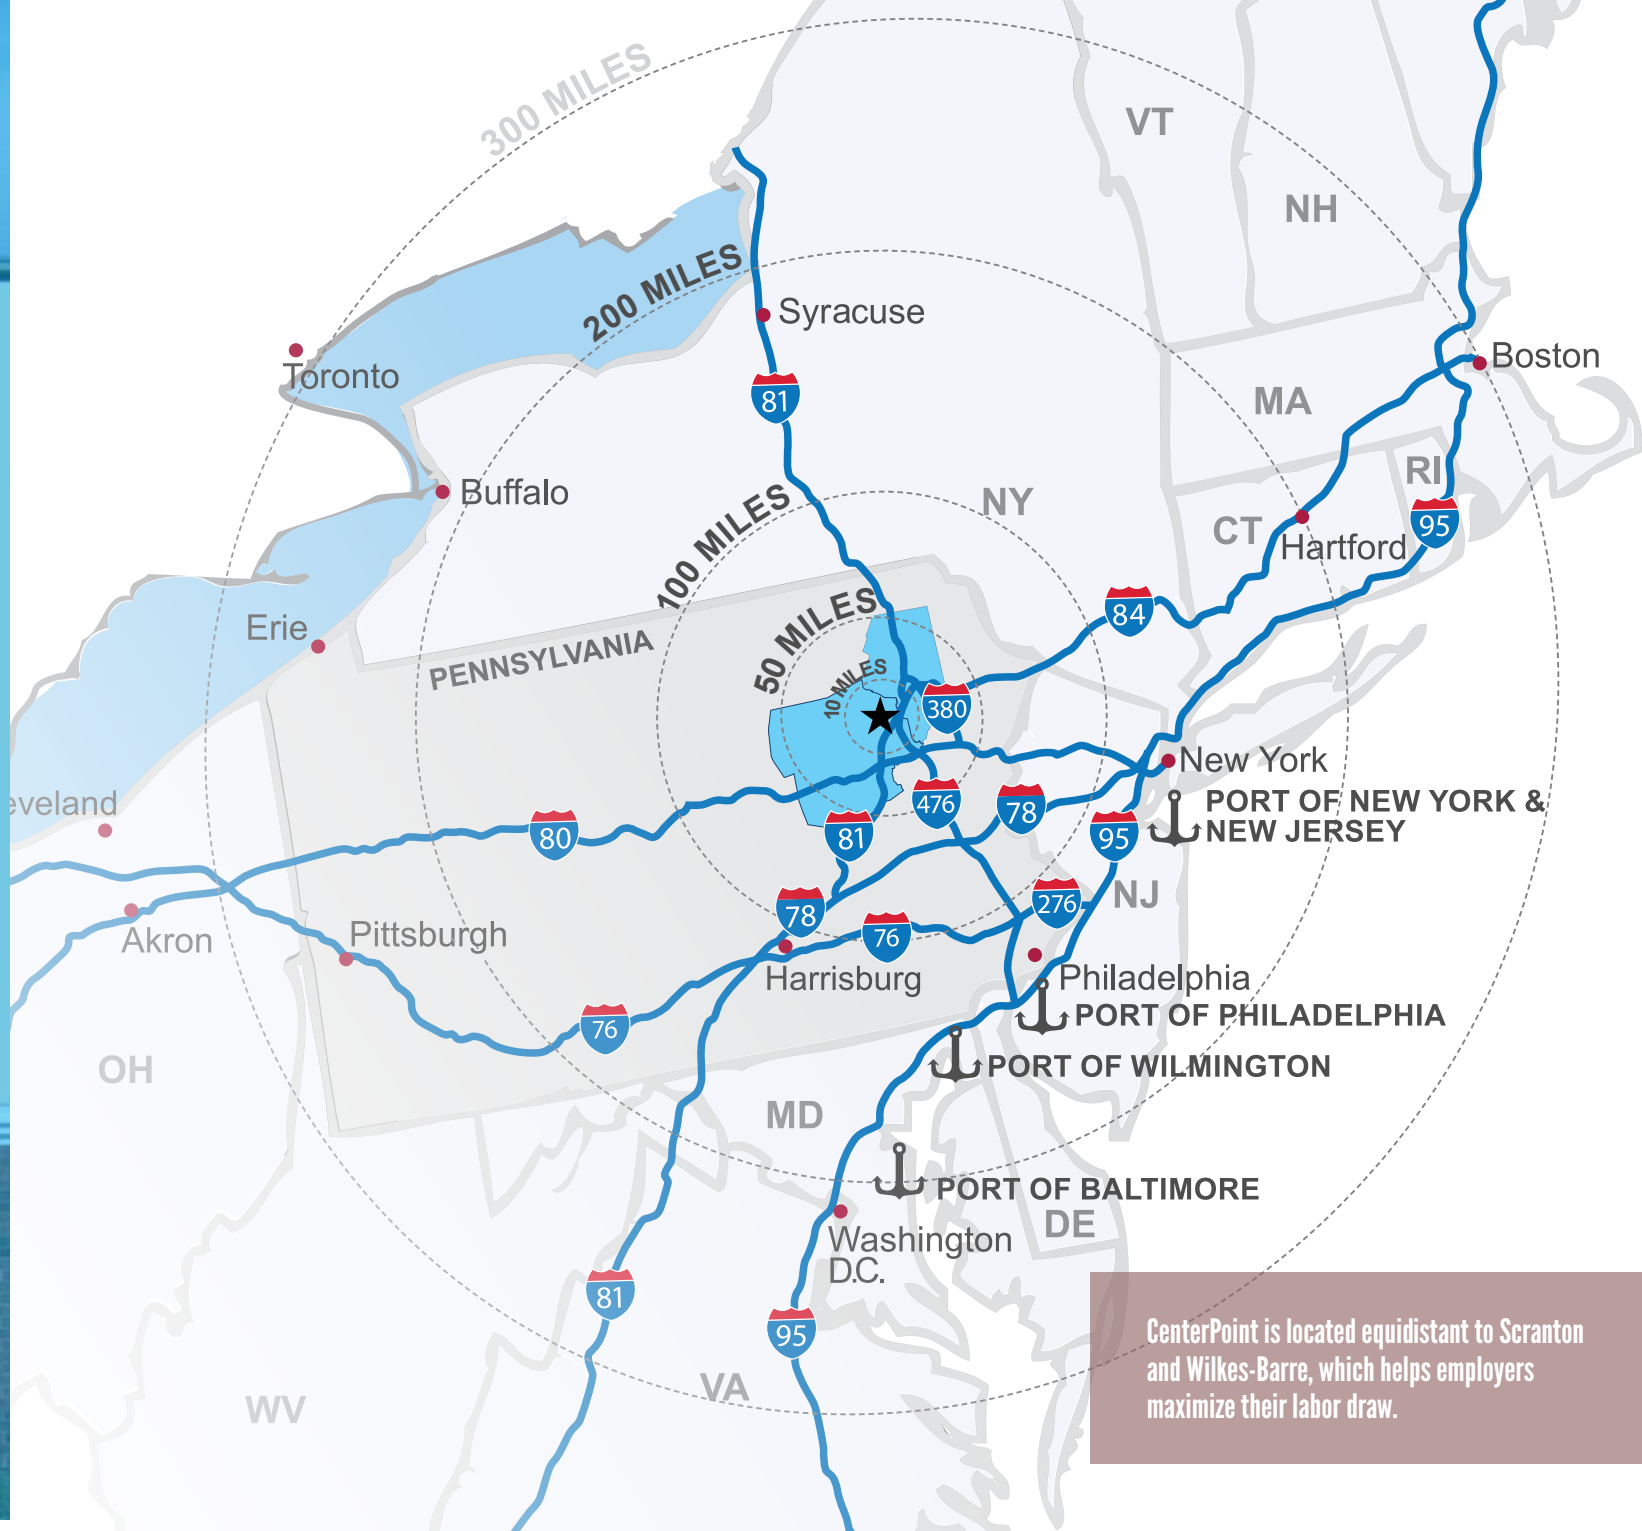 300 MILES
VT
NH
200 MILES
Syracuse
Toronto
Boston
81
MA
RI
Buffalo
100 MILES
NY
CT
95
Hartford
50 MILES
84
Erie
PENNSYLVANIA
10 MILES
380
New York
PORT OF NEW YORK &
NEW JERSEY
eveland
80
476
78
81
95
NJ
276
78
76
Akron
Pittsburgh
Harrisburg
Philadelphia
PORT OF PHILADELPHIA
76
PORT OF WILMINGTON
OH
MD
PORT OF BALTIMORE
DE
Washington
D.C.
81
95
VA
WV
CenterPoint is located equidistant to Scranton
and Wilkes-Barre, which helps employers
maximize their labor draw.